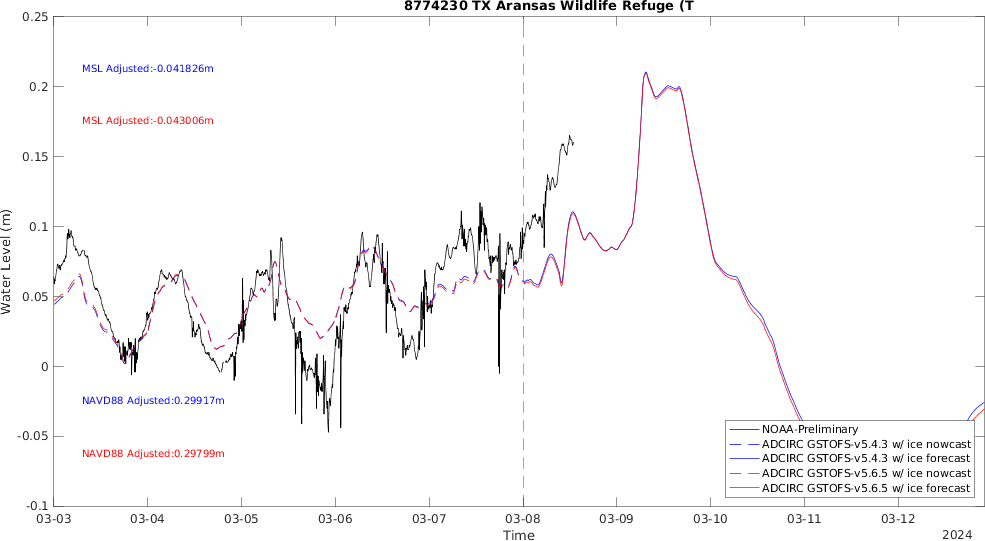 8774230 TX Aransas Wildlife Refuge (T
0.25
0.2
0.15
0.1
0.05
0
-0.05
-0.1
Water Level (m)
MSL Adjusted:-0.041826m
MSL Adjusted:-0.043006m
NAVD88 Adjusted:0.29917m
NAVD88 Adjusted:0.29799m
NOAA-Preliminary
ADCIRC GSTOFS-v5.4.3 w/ ice nowcast
ADCIRC GSTOFS-v5.4.3 w/ ice forecast
ADCIRC GSTOFS-v5.6.5 w/ ice nowcast
ADCIRC GSTOFS-v5.6.5 w/ ice forecast
03-03 03-04 03-05 03-06 03-07 03-08 03-09 03-10 03-11 03-12
Time
2024